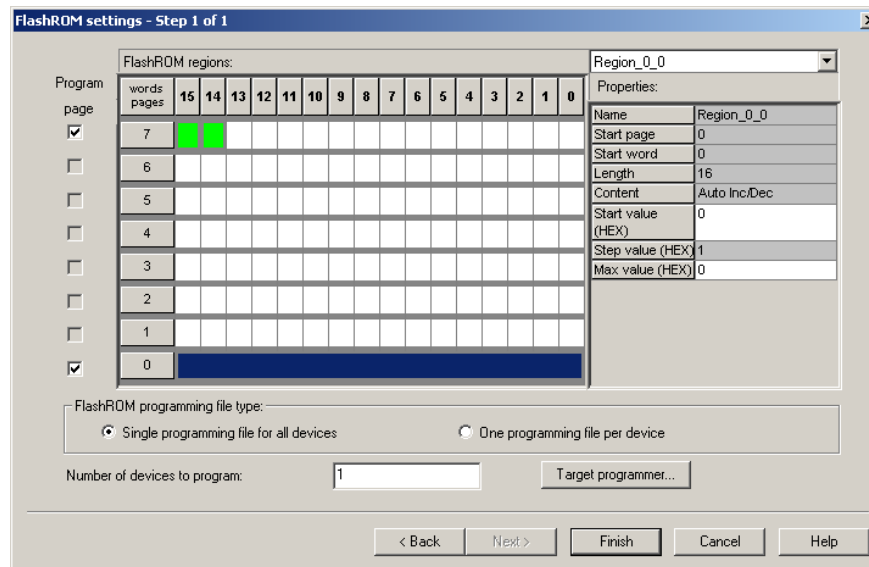 FlashROM settings - Step 1 of 1
FlashROM regions:
Region_0_0
Program page
words pages 15 14 13 12 11 10 9 8 7 6 5 4 3 2 1 0
7
6
5
4
3
2
1
0
Properties:
Name Region_0_0
Start page 0
Start word 0
Length 16
Content Auto Inc/Dec
Start value (HEX) 0
Step value (HEX) 1
Max value (HEX) 0
FlashROM programming file type:
Single programming file for all devices One programming file per device
Number of devices to program: 1 Target programmer...
< Back Next > Finish Cancel Help